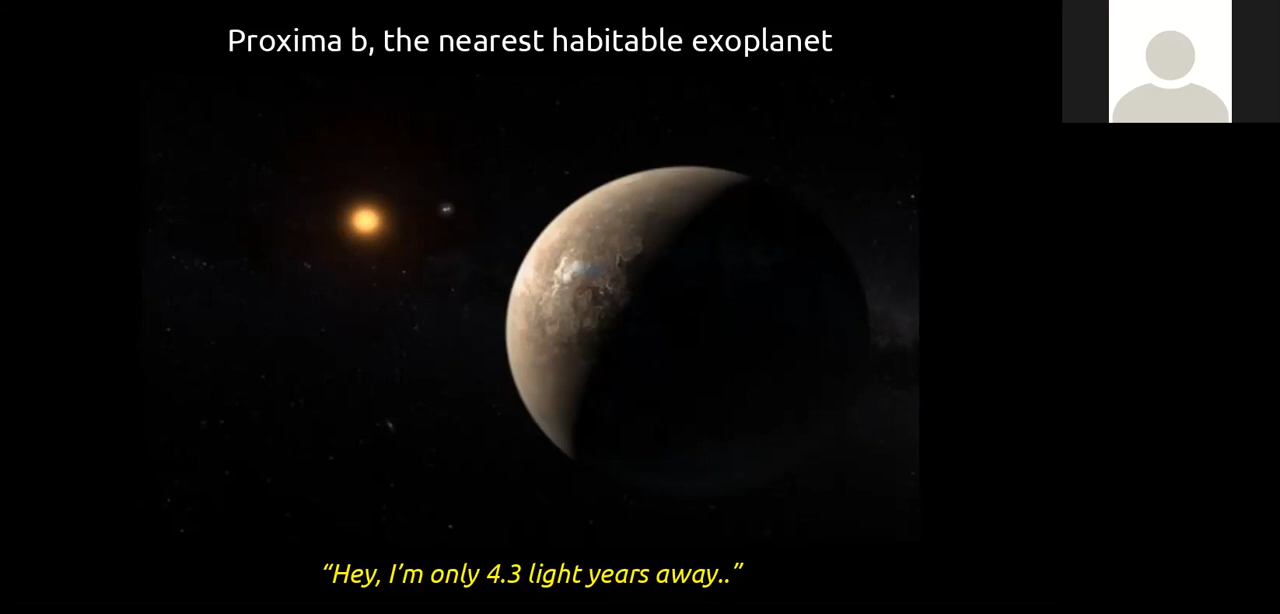 Proxima b, the nearest habitable exoplanet
“Hey, I’m only 4.3 light years away..”